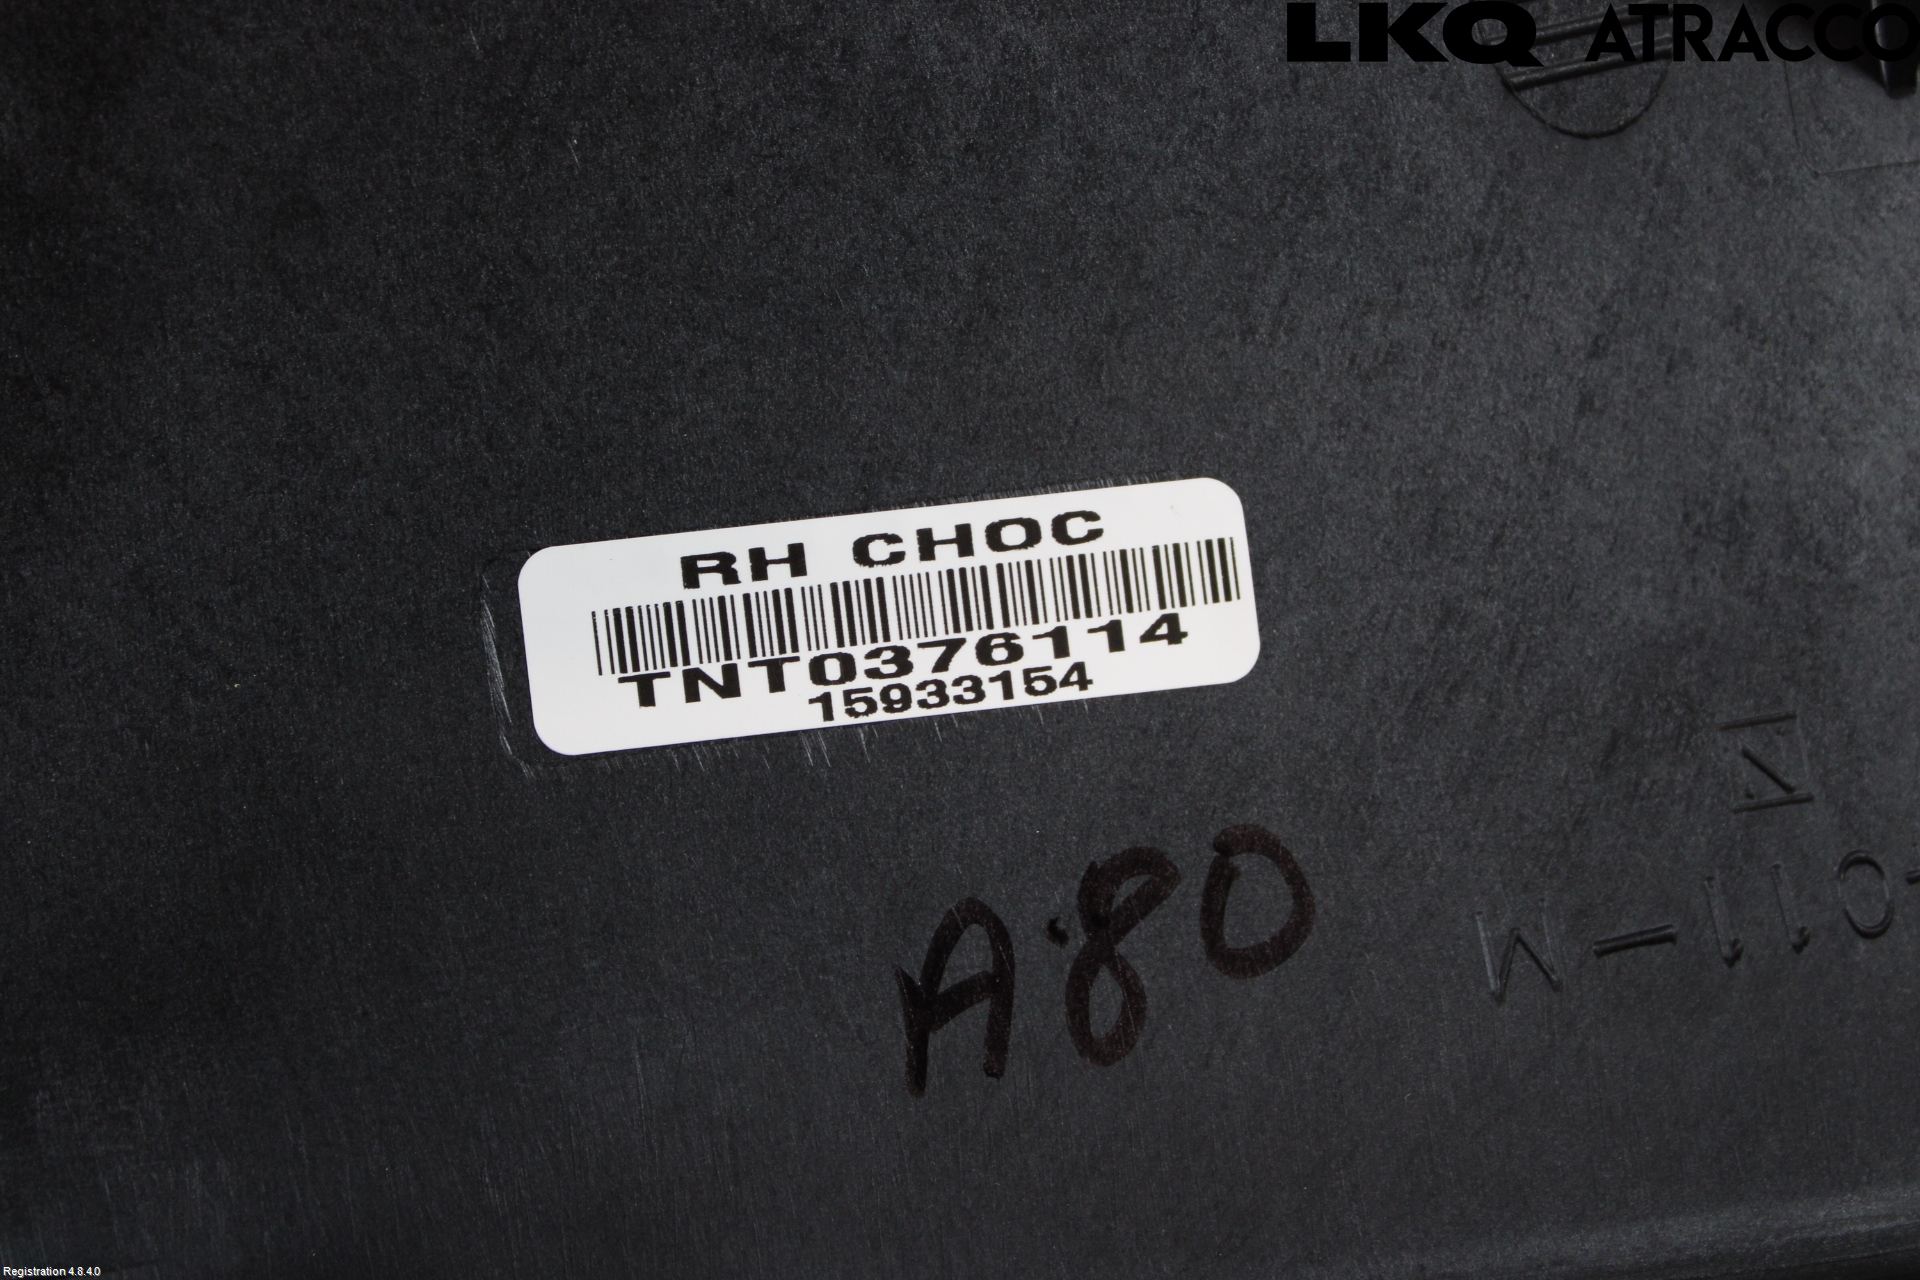 LKQ ATRACCO
RH CHOC
TNT0376114
15933154
A80
Registration 4.8.4.0